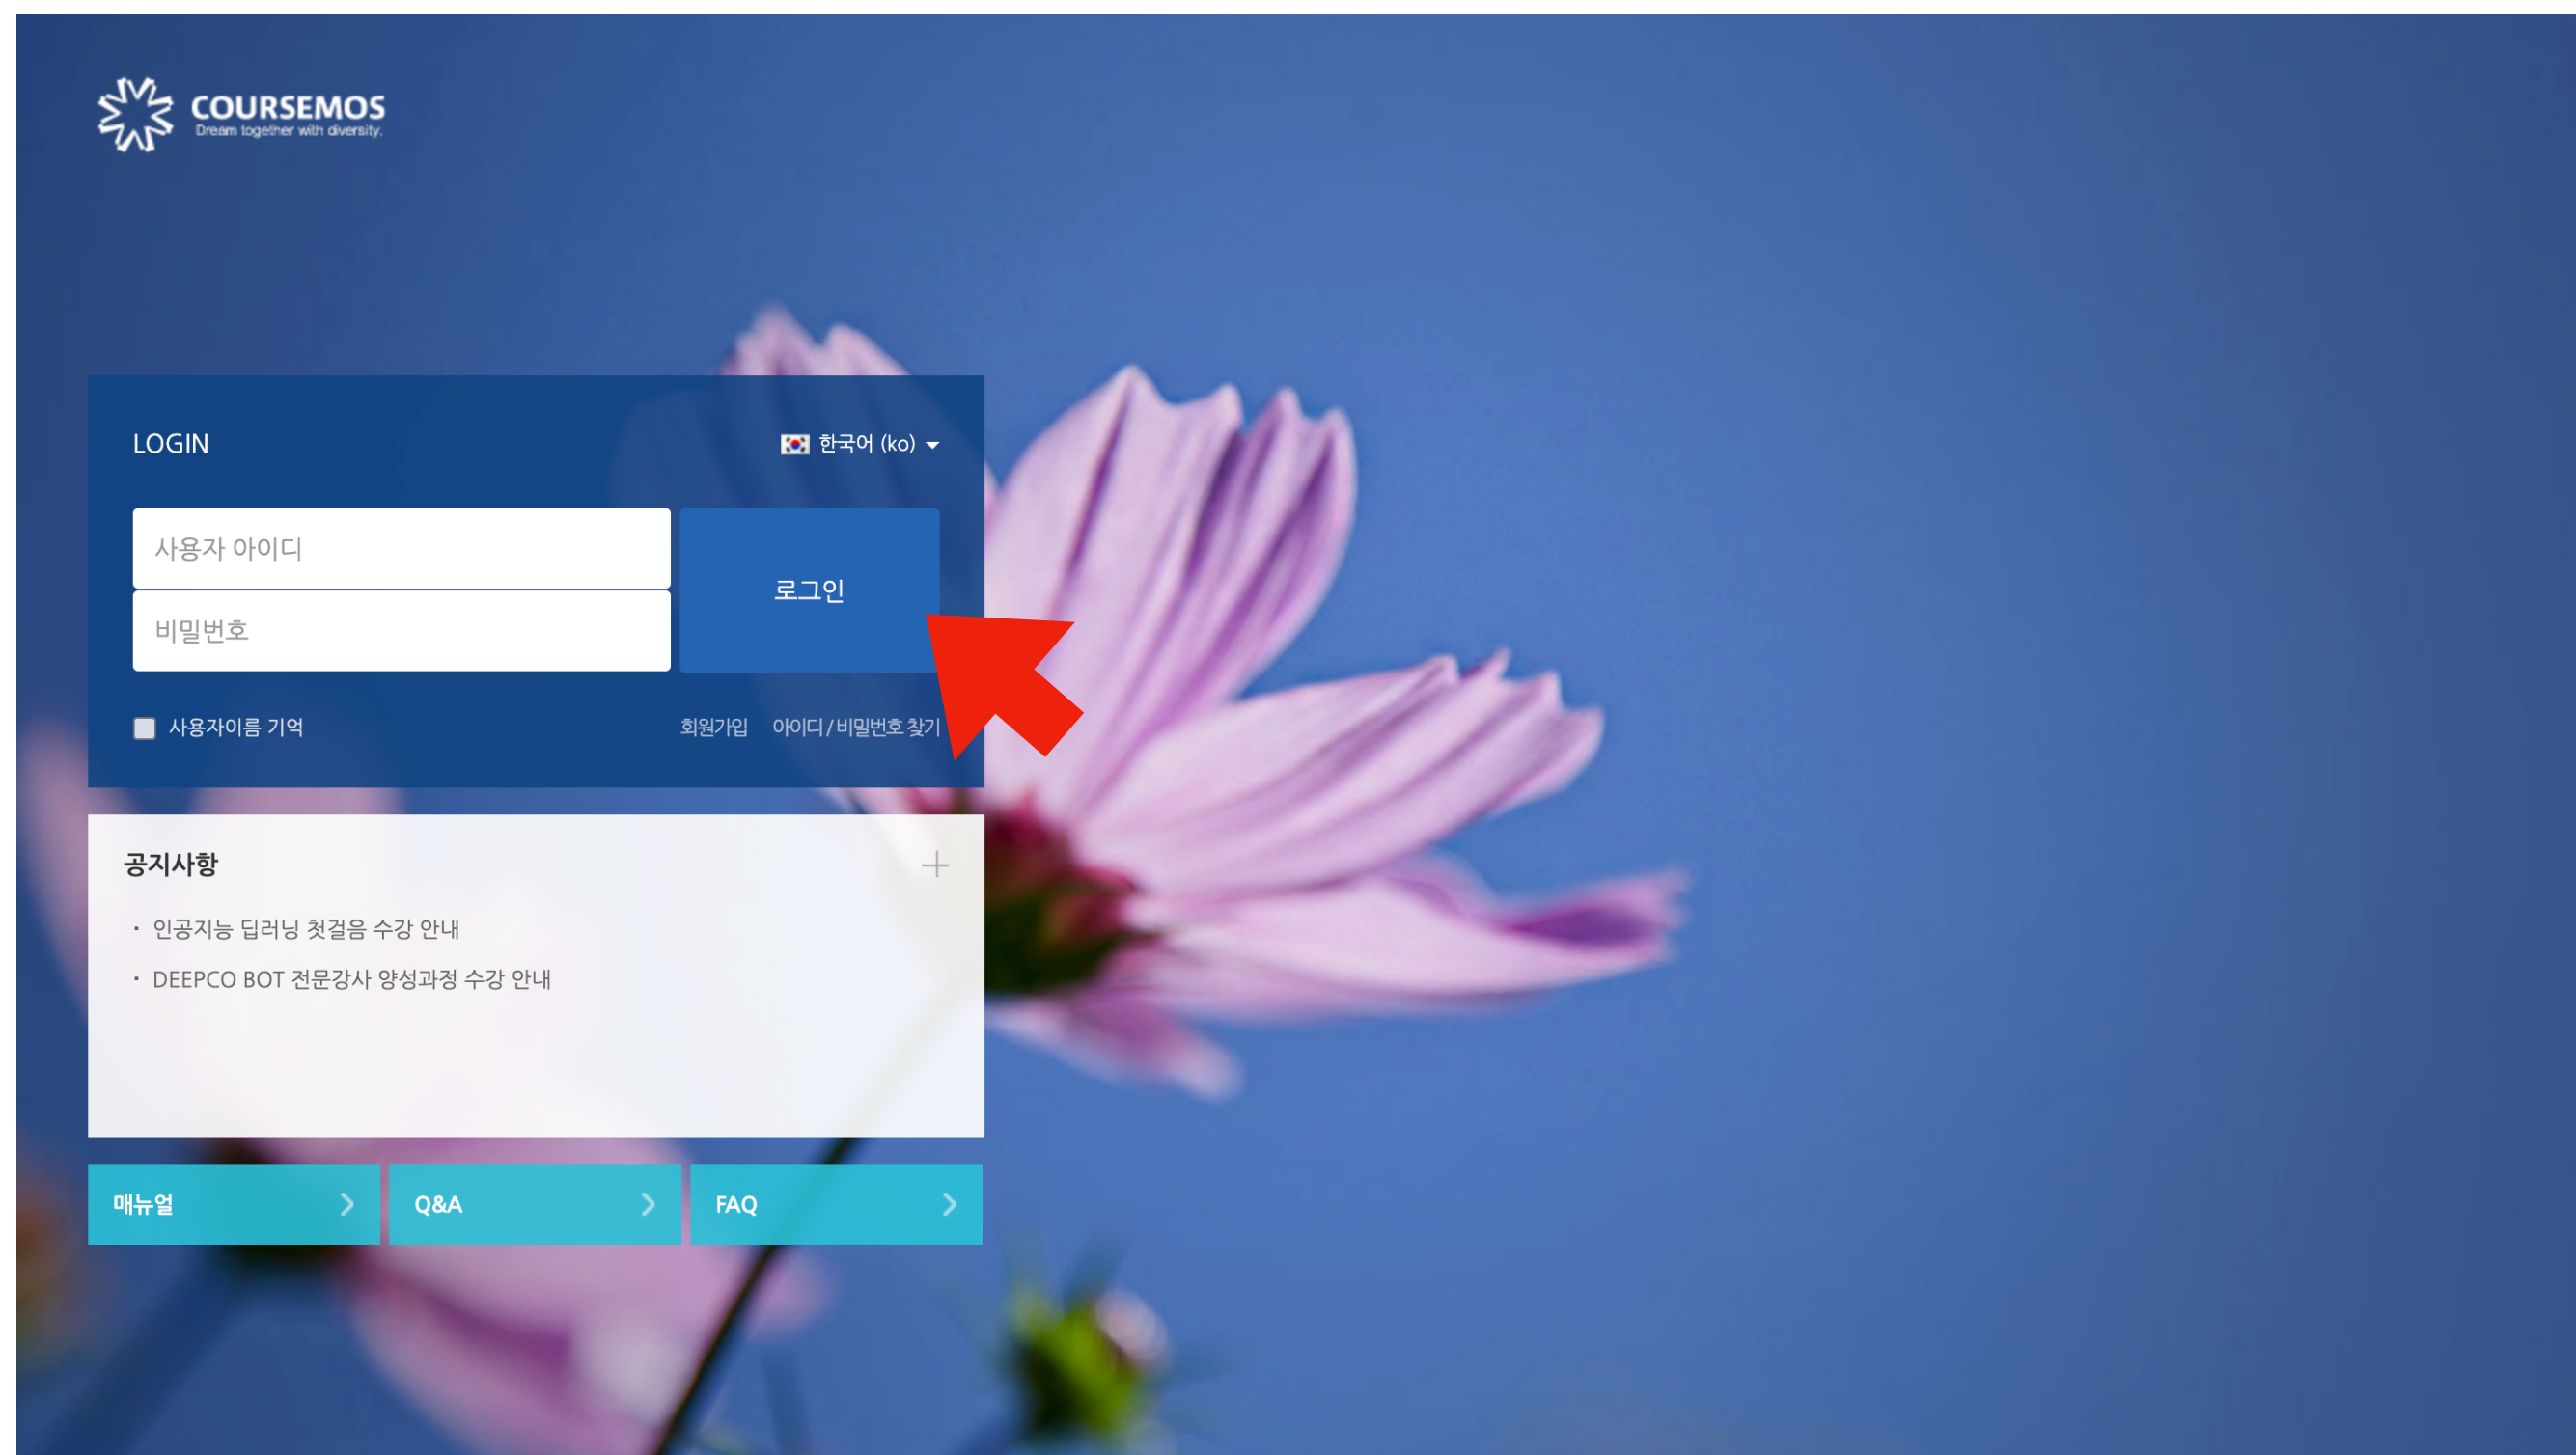 COURSEMOS
Dream together with diversity.
LOGIN
한국어 (ko)
사용자 아이디
비밀번호
로그인
사용자이름 기억
회원가입 아이디 / 비밀번호 찾기
공지사항
· 인공지능 딥러닝 첫걸음 수강 안내
· DEEPCO BOT 전문강사 양성과정 수강 안내
매뉴얼
Q&A
FAQ